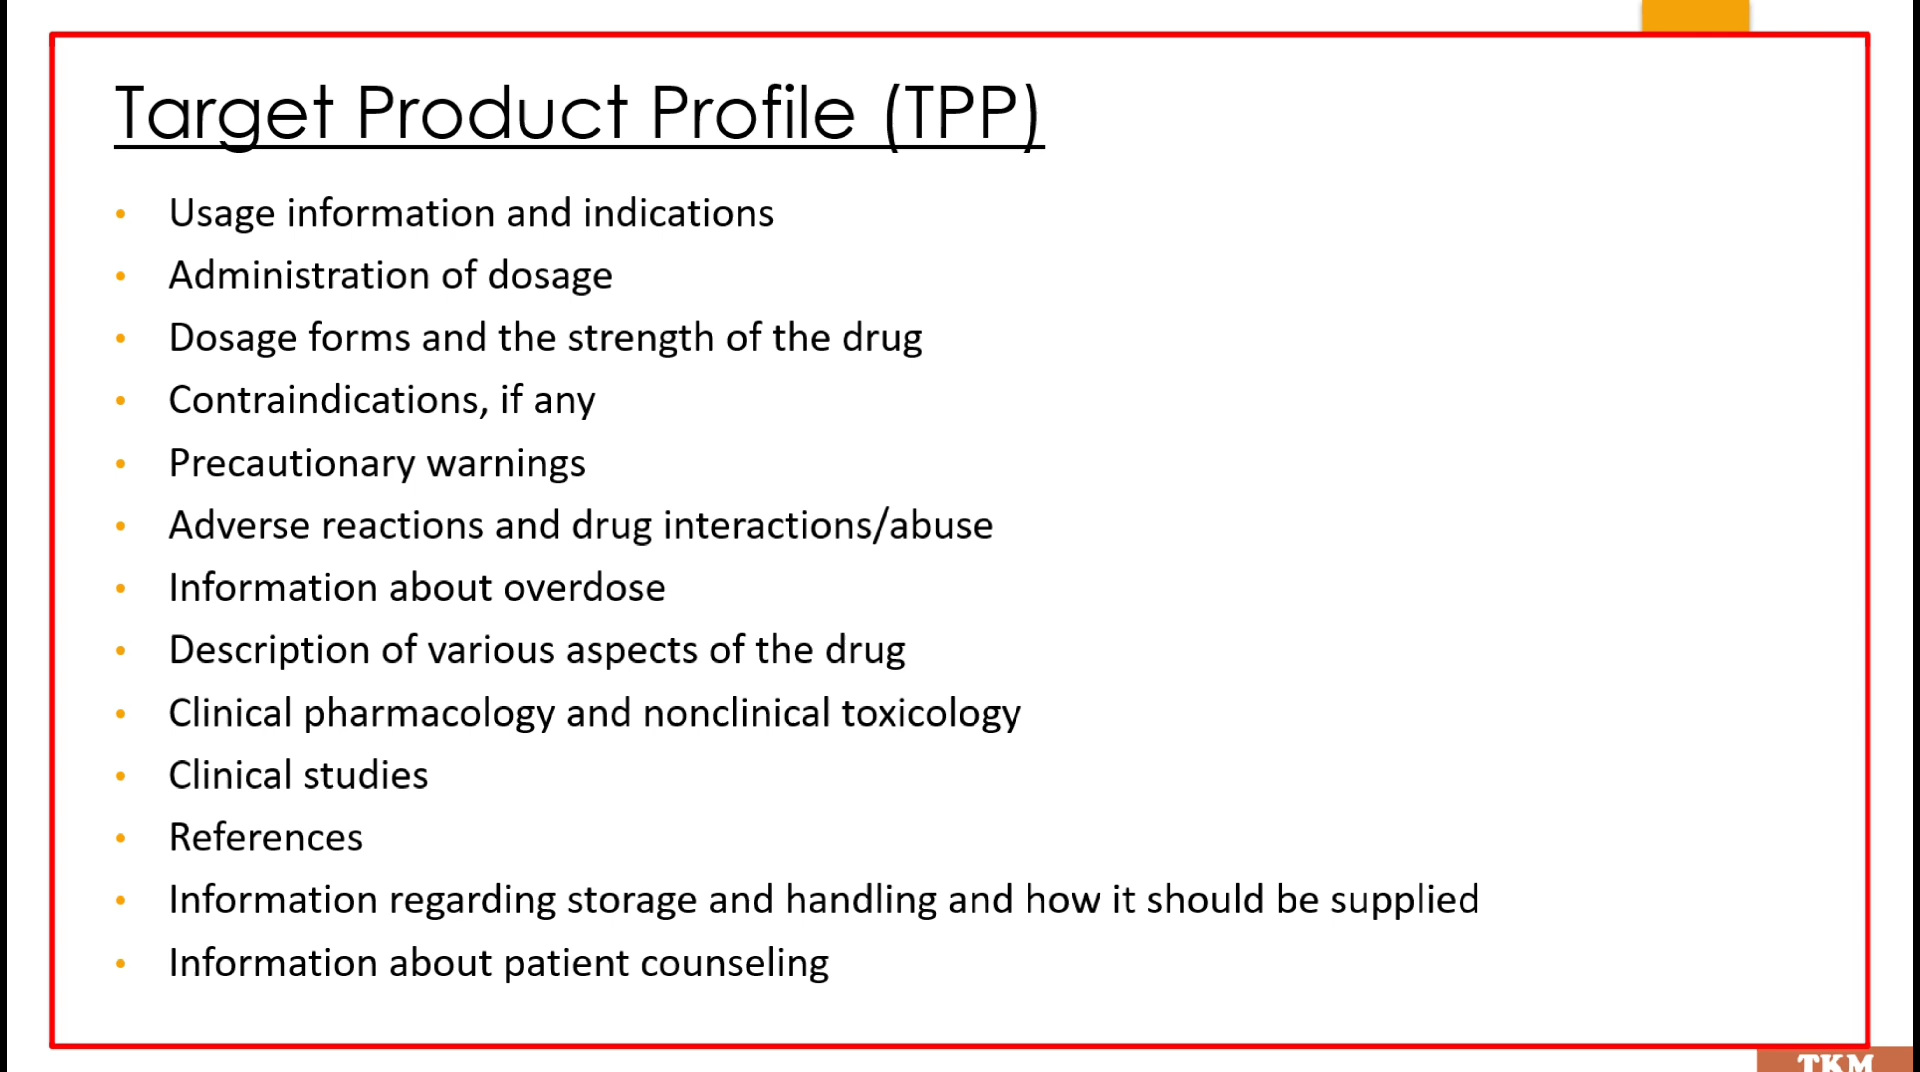 Target Product Profile (TPP)
• Usage information and indications
• Administration of dosage
• Dosage forms and the strength of the drug
• Contraindications, if any
• Precautionary warnings
• Adverse reactions and drug interactions/abuse
• Information about overdose
• Description of various aspects of the drug
• Clinical pharmacology and nonclinical toxicology
• Clinical studies
• References
• Information regarding storage and handling and how it should be supplied
• Information about patient counseling
TKM